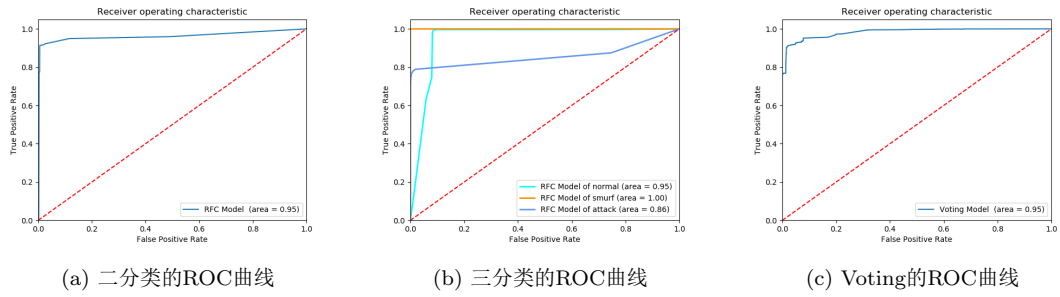 Receiver operating characteristic
1.0
0.8
0.6
0.4
0.2
0.0
True Positive Rate
0.0 0.2 0.4 0.6 0.8 1.0
False Positive Rate
RFC Model (area = 0.95)
(a) 二分类的ROC曲线
Receiver operating characteristic
1.0
0.8
0.6
0.4
0.2
0.0
True Positive Rate
0.0 0.2 0.4 0.6 0.8 1.0
False Positive Rate
RFC Model of normal (area = 0.95)
RFC Model of smurf (area = 1.00)
RFC Model of attack (area = 0.86)
(b) 三分类的ROC曲线
Receiver operating characteristic
1.0
0.8
0.6
0.4
0.2
0.0
True Positive Rate
0.0 0.2 0.4 0.6 0.8 1.0
False Positive Rate
Voting Model (area = 0.95)
(c) Voting的ROC曲线